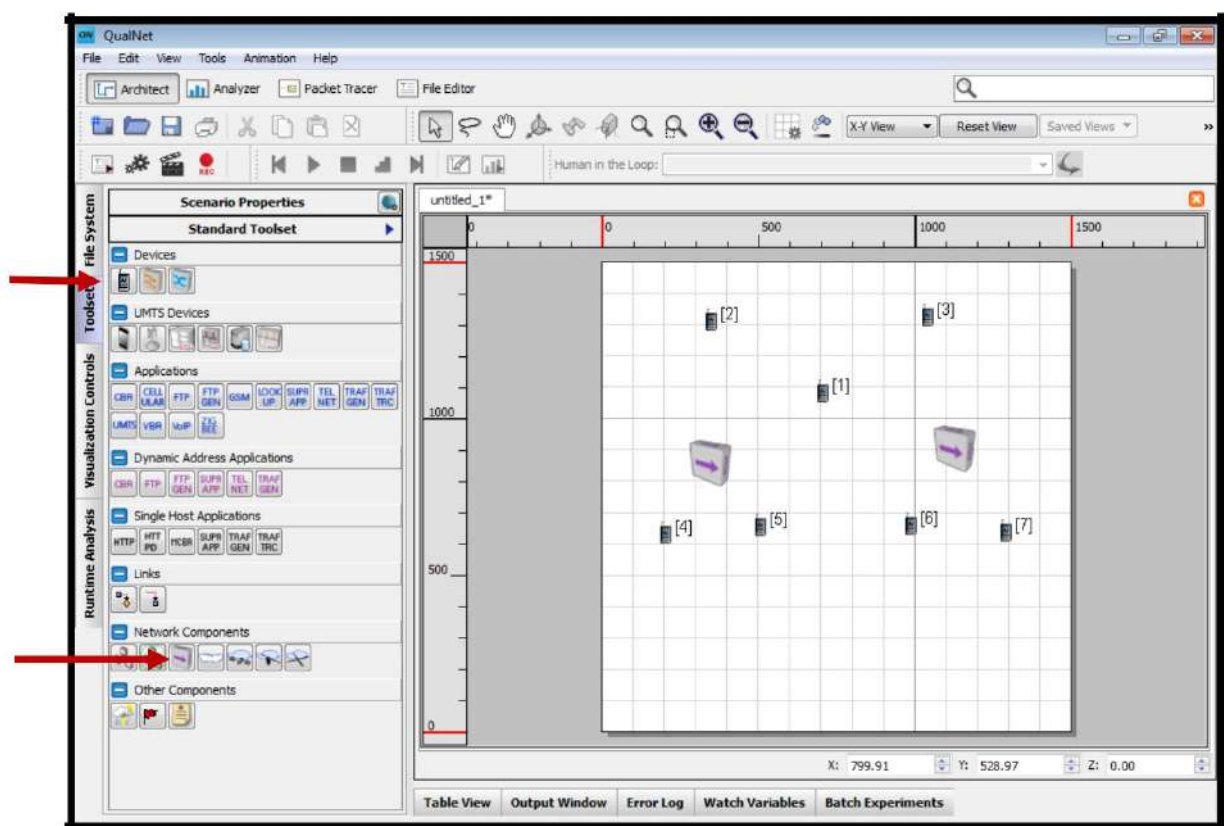 QualNet
File Edit View Tools Animation Help
Architect Analyzer Packet Tracer File Editor
X-Y View Reset View Saved Views »
REC Human in the Loop:
File System
Toolset
Visualization Controls
Runtime Analysis
Scenario Properties
Standard Toolset
Devices
UMTS Devices
Applications
CBR CELL ULAR FTP FTP GEN GSM LOOK UP SUPR APP TEL NET TRAF GEN TRAF TRC
UMTS VBR VoIP ZIG BEE
Dynamic Address Applications
CBR FTP FTP GEN SUPR APP TEL NET TRAF GEN
Single Host Applications
HTTP HTT PD MCBR SUPR APP TRAF GEN TRAF TRC
Links
Network Components
Other Components
untitled_1*
0 0 500 1000 1500
1500
1000
500
0
[2] [3]
[1]
[4] [5] [6] [7]
X: 799.91 Y: 528.97 Z: 0.00
Table View Output Window Error Log Watch Variables Batch Experiments